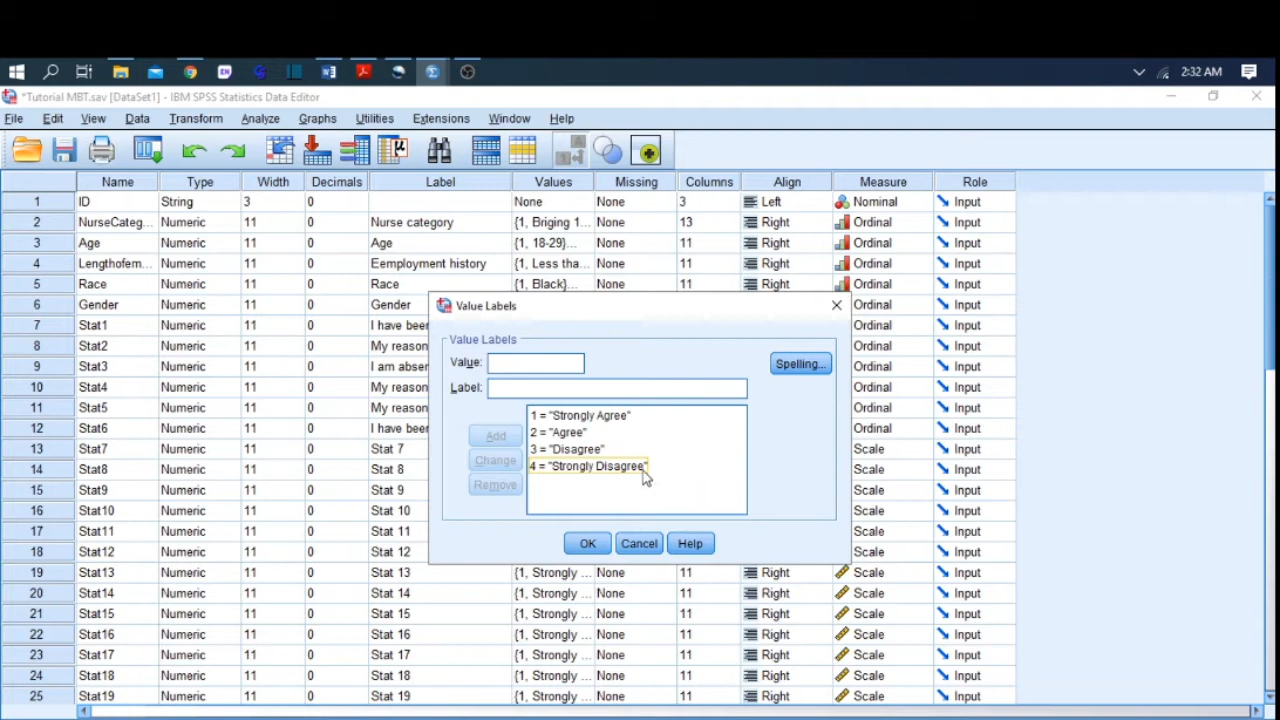 2:32 AM
*Tutorial MBT.sav [DataSet1] - IBM SPSS Statistics Data Editor
File Edit View Data Transform Analyze Graphs Utilities Extensions Window Help
Name Type Width Decimals Label Values Missing Columns Align Measure Role
1 ID String 3 0 None None 3 Left Nominal Input
2 NurseCateg... Numeric 11 0 Nurse category {1, Briging 1... None 13 Right Ordinal Input
3 Age Numeric 11 0 Age {1, 18-29}... None 11 Right Ordinal Input
4 Lengthofem... Numeric 11 0 Eemployment history {1, Less tha... None 11 Right Ordinal Input
5 Race Numeric 11 0 Race {1, Black}... None 11 Right Ordinal Input
6 Gender Numeric 11 0 Gender Ordinal Input
7 Stat1 Numeric 11 0 I have been Ordinal Input
8 Stat2 Numeric 11 0 My reason Ordinal Input
9 Stat3 Numeric 11 0 I am absen Ordinal Input
10 Stat4 Numeric 11 0 My reason Ordinal Input
11 Stat5 Numeric 11 0 My reason Ordinal Input
12 Stat6 Numeric 11 0 I have been Ordinal Input
13 Stat7 Numeric 11 0 Stat 7 Scale Input
14 Stat8 Numeric 11 0 Stat 8 Scale Input
15 Stat9 Numeric 11 0 Stat 9 Scale Input
16 Stat10 Numeric 11 0 Stat 10 Scale Input
17 Stat11 Numeric 11 0 Stat 11 Scale Input
18 Stat12 Numeric 11 0 Stat 12 Scale Input
19 Stat13 Numeric 11 0 Stat 13 {1, Strongly ... None 11 Right Scale Input
20 Stat14 Numeric 11 0 Stat 14 {1, Strongly ... None 11 Right Scale Input
21 Stat15 Numeric 11 0 Stat 15 {1, Strongly ... None 11 Right Scale Input
22 Stat16 Numeric 11 0 Stat 16 {1, Strongly ... None 11 Right Scale Input
23 Stat17 Numeric 11 0 Stat 17 {1, Strongly ... None 11 Right Scale Input
24 Stat18 Numeric 11 0 Stat 18 {1, Strongly ... None 11 Right Scale Input
25 Stat19 Numeric 11 0 Stat 19 {1, Strongly ... None 11 Right Scale Input
Value Labels
Value Labels
Value:
Spelling...
Label:
1 = "Strongly Agree"
2 = "Agree"
3 = "Disagree"
4 = "Strongly Disagree"
Add
Change
Remove
OK Cancel Help